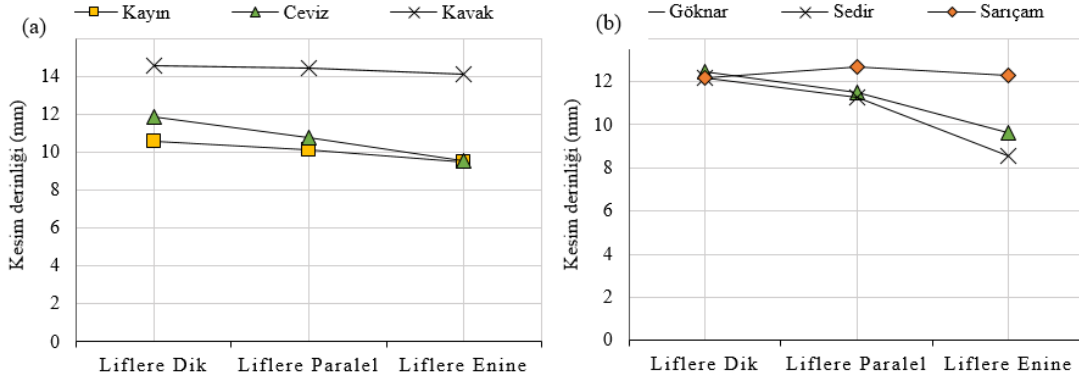 (a)
Kayın Ceviz Kavak
Kesim derinliği (mm)
14
12
10
8
6
4
2
0
Liflere Dik Liflere Paralel Liflere Enine
(b)
Göknar Sedir Sarıçam
Kesim derinliği (mm)
12
10
8
6
4
2
0
Liflere Dik Liflere Paralel Liflere Enine